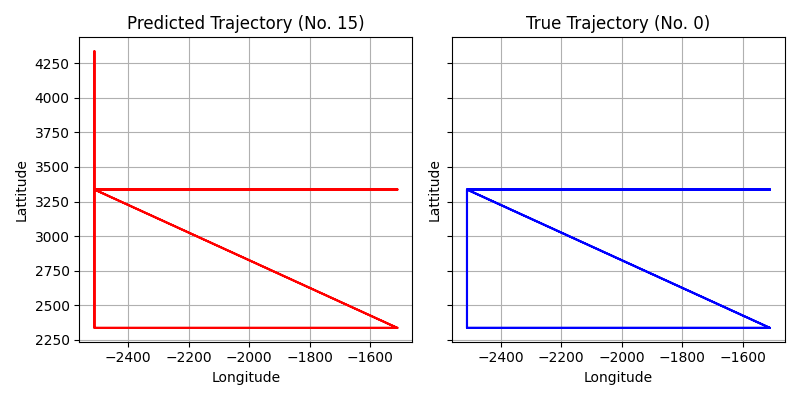 Predicted Trajectory (No. 15)
True Trajectory (No. 0)
Lattitude
4250
4000
3750
3500
3250
3000
2750
2500
2250
−2400 −2200 −2000 −1800 −1600
Longitude
Lattitude
−2400 −2200 −2000 −1800 −1600
Longitude